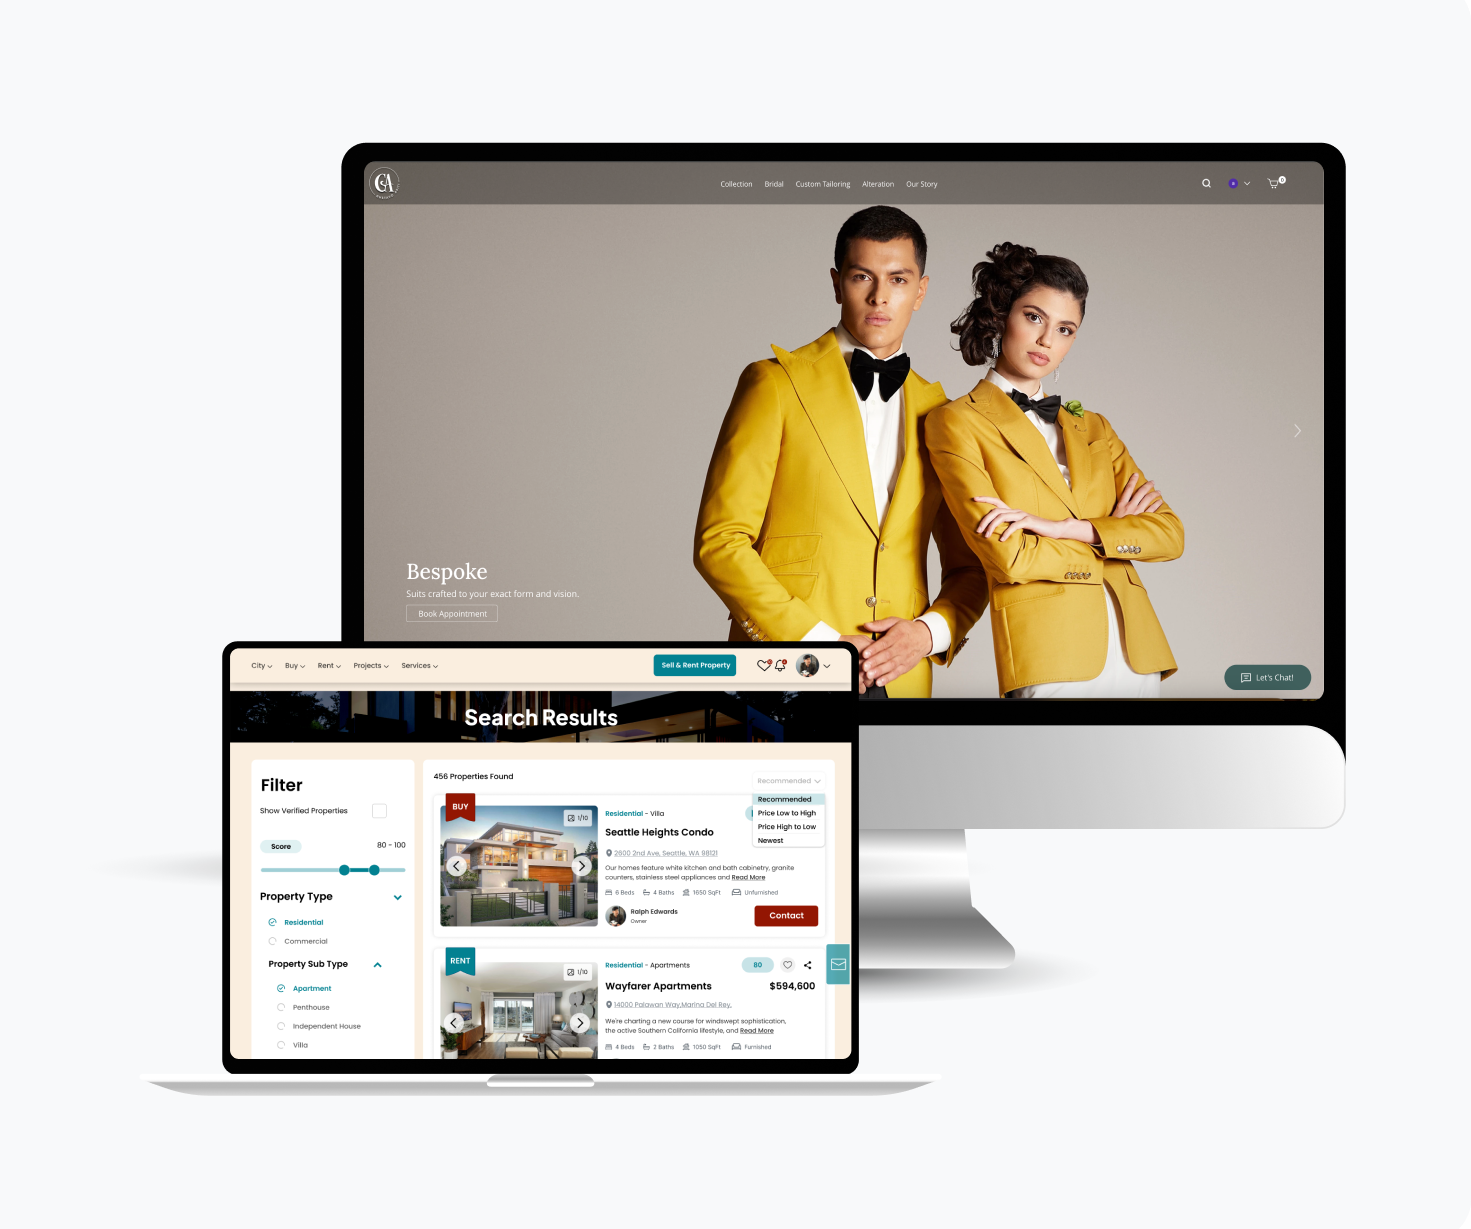 CA
Collection Bridal Custom Tailoring Alteration Our Story
0
Bespoke
Suits crafted to your exact form and vision.
Book Appointment
Let's Chat!
City Buy Rent Projects Services
Sell & Rent Property
Search Results
Filter
Show Verified Properties
Score
80 - 100
Property Type
Residential
Commercial
Property Sub Type
Apartment
Penthouse
Independent House
Villa
456 Properties Found
Recommended
Recommended
Price Low to High
Price High to Low
Newest
BUY
1/10
Residential - Villa
Seattle Heights Condo
2600 2nd Ave, Seattle, WA 98121
Our homes feature white kitchen and bath cabinetry, granite
counters, stainless steel appliances and Read More
6 Beds 4 Baths 1650 SqFt Unfurnished
Ralph Edwards
Owner
Contact
RENT
1/10
Residential - Apartments
80
Wayfarer Apartments
$594,600
14000 Palawan Way,Marina Del Rey,
We're charting a new course for windswept sophistication,
the active Southern California lifestyle, and Read More
4 Beds 2 Baths 1050 SqFt Furnished